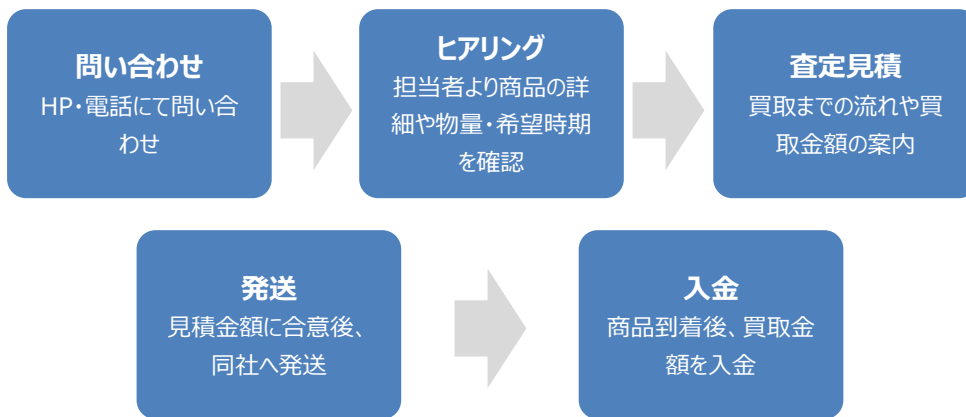 問い合わせ
HP・電話にて問い合
わせ
ヒアリング
担当者より商品の詳
細や物量・希望時期
を確認
査定見積
買取までの流れや買
取金額の案内
発送
見積金額に合意後、
同社へ発送
入金
商品到着後、買取金
額を入金